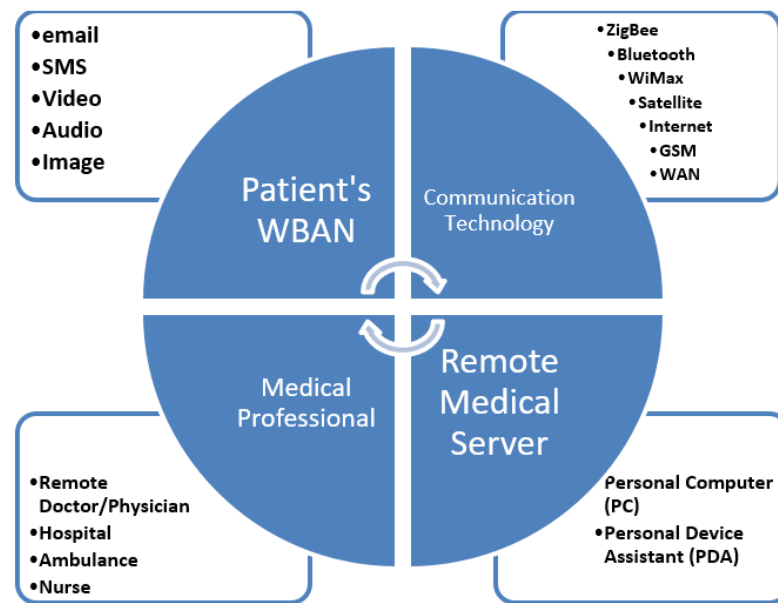 •email
•SMS
•Video
•Audio
•Image
•ZigBee
•Bluetooth
•WiMax
•Satellite
•Internet
•GSM
•WAN
Patient's
WBAN
Communication
Technology
Medical
Professional
Remote
Medical
Server
•Remote
Doctor/Physician
•Hospital
•Ambulance
•Nurse
Personal Computer
(PC)
•Personal Device
Assistant (PDA)